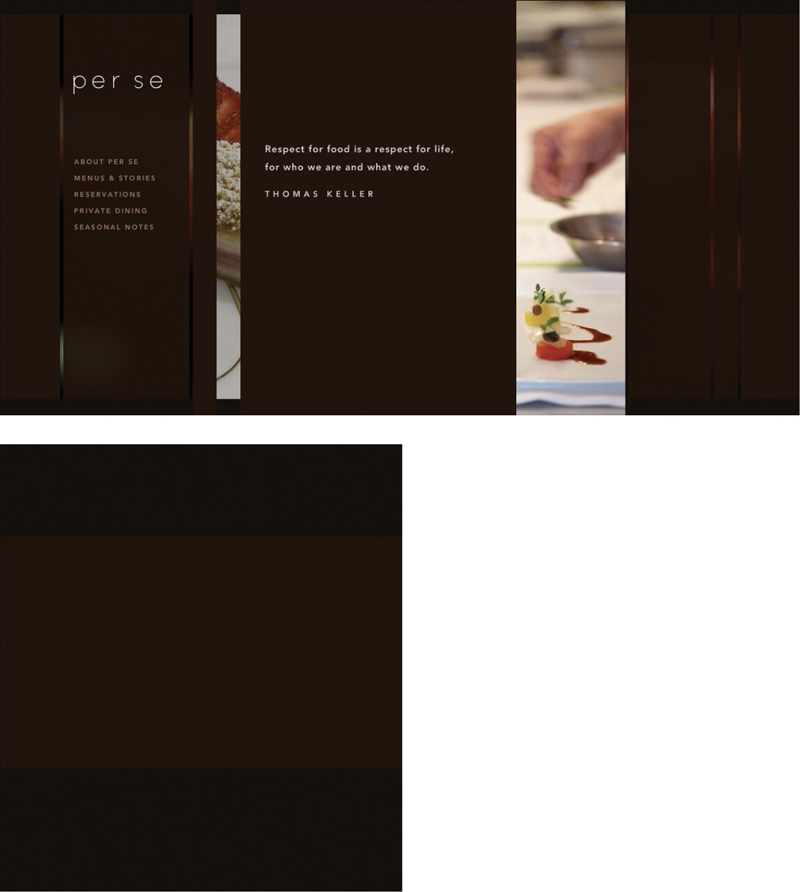 per se
ABOUT PER SE
MENUS & STORIES
RESERVATIONS
PRIVATE DINING
SEASONAL NOTES
Respect for food is a respect for life,
for who we are and what we do.
THOMAS KELLER